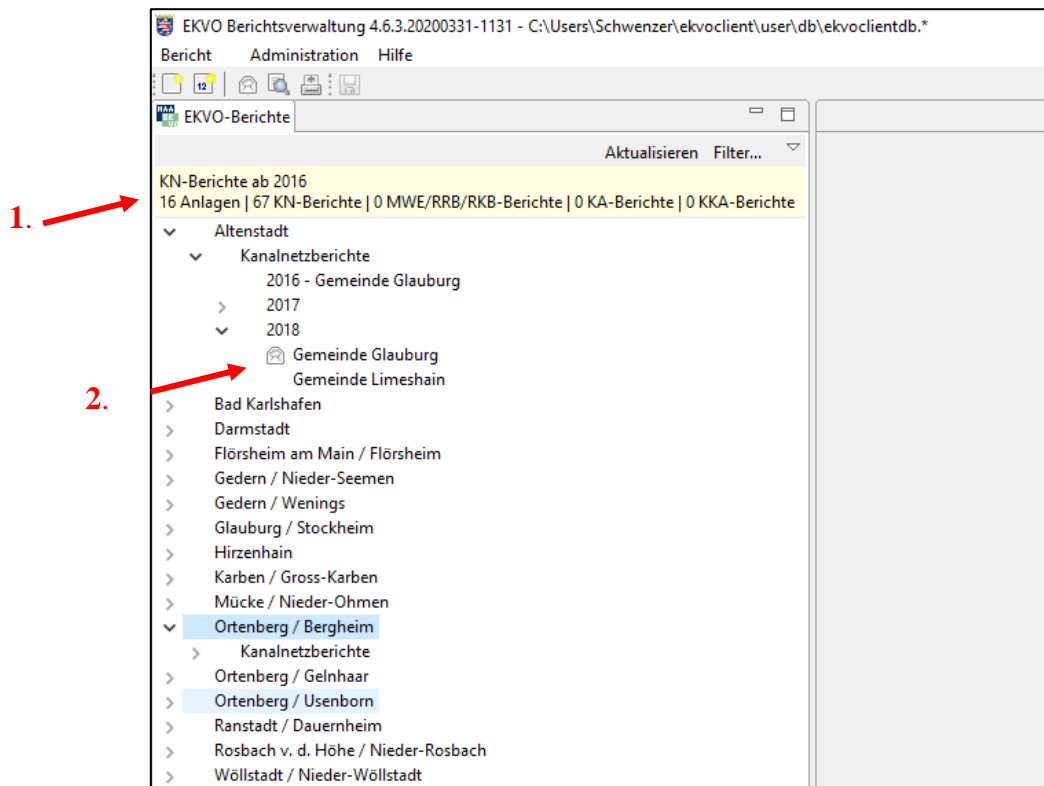 EKVO Berichtsverwaltung 4.6.3.20200331-1131 - C:\Users\Schwenzer\ekvoclient\user\db\ekvoclientdb.*
Bericht Administration Hilfe
12
EKVO-Berichte
Aktualisieren Filter...
KN-Berichte ab 2016
1. 16 Anlagen | 67 KN-Berichte | 0 MWE/RRB/RKB-Berichte | 0 KA-Berichte | 0 KKA-Berichte
Altenstadt
Kanalnetzberichte
2016 - Gemeinde Glauburg
2017
2018
Gemeinde Glauburg
Gemeinde Limeshain
2. Bad Karlshafen
Darmstadt
Flörsheim am Main / Flörsheim
Gedern / Nieder-Seemen
Gedern / Wenings
Glauburg / Stockheim
Hirzenhain
Karben / Gross-Karben
Mücke / Nieder-Ohmen
Ortenberg / Bergheim
Kanalnetzberichte
Ortenberg / Gelnhaar
Ortenberg / Usenborn
Ranstadt / Dauernheim
Rosbach v. d. Höhe / Nieder-Rosbach
Wöllstadt / Nieder-Wöllstadt